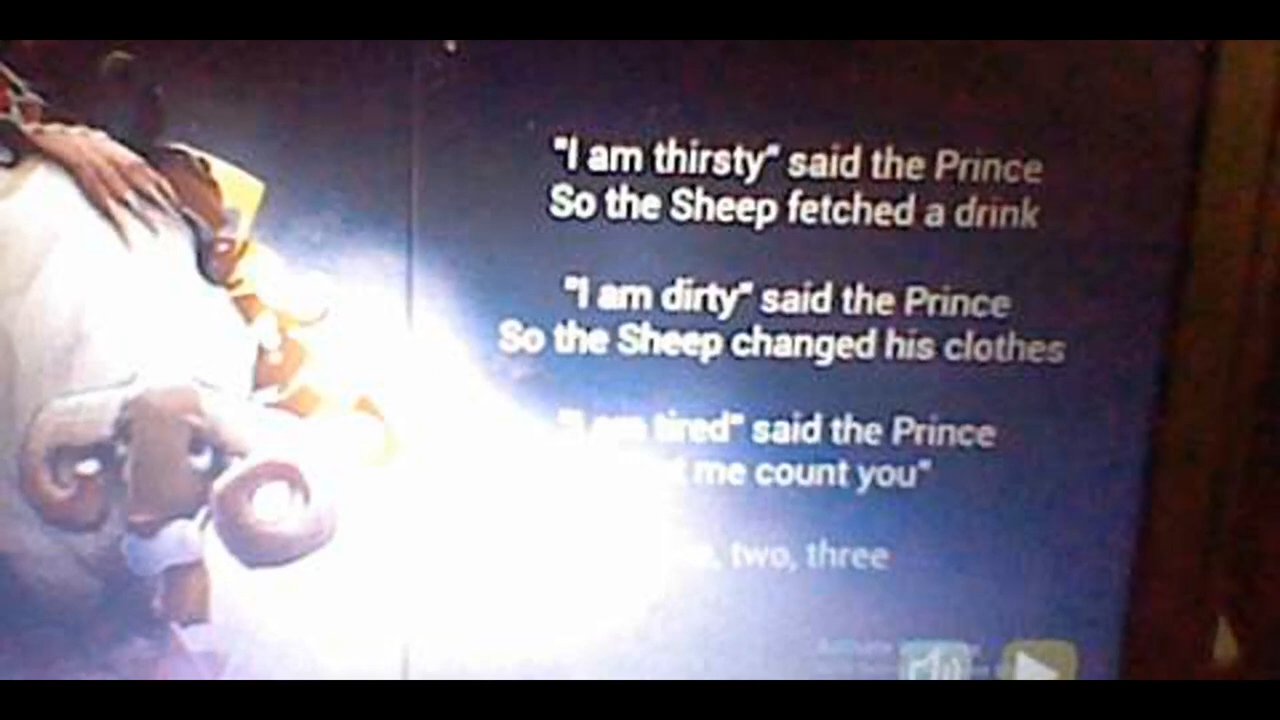 "I am thirsty" said the Prince
So the Sheep fetched a drink
"I am dirty" said the Prince
So the Sheep changed his clothes
"I am tired" said the Prince
me count you"
two, three